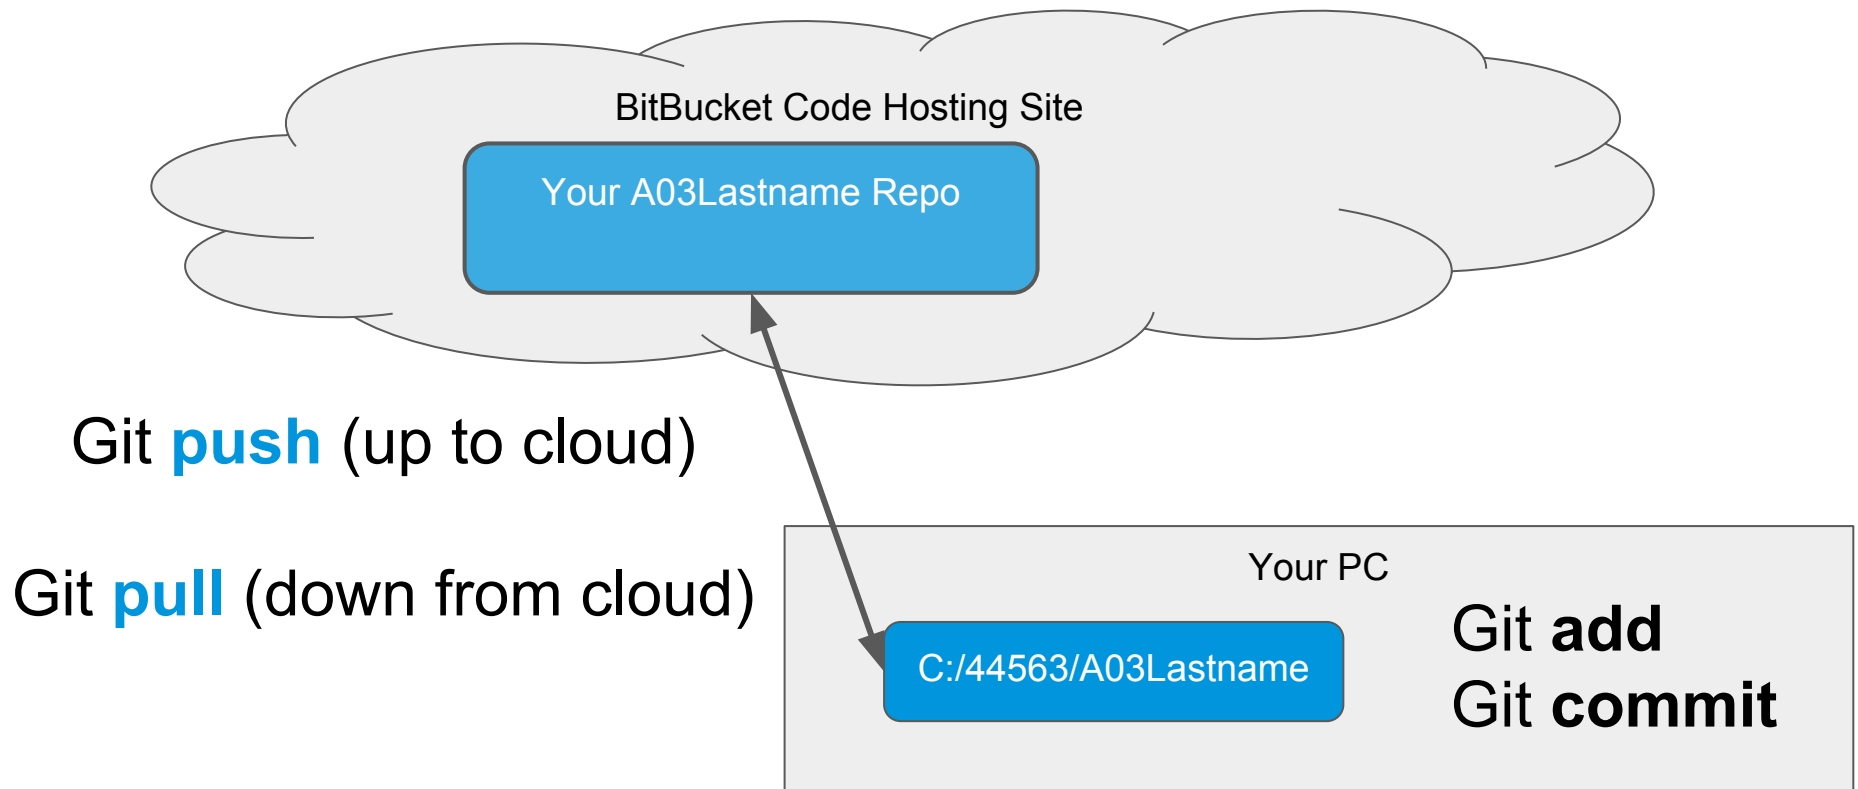 BitBucket Code Hosting Site
Your A03Lastname Repo
Git push (up to cloud)
Git pull (down from cloud)
Your PC
C:/44563/A03Lastname
Git add
Git commit